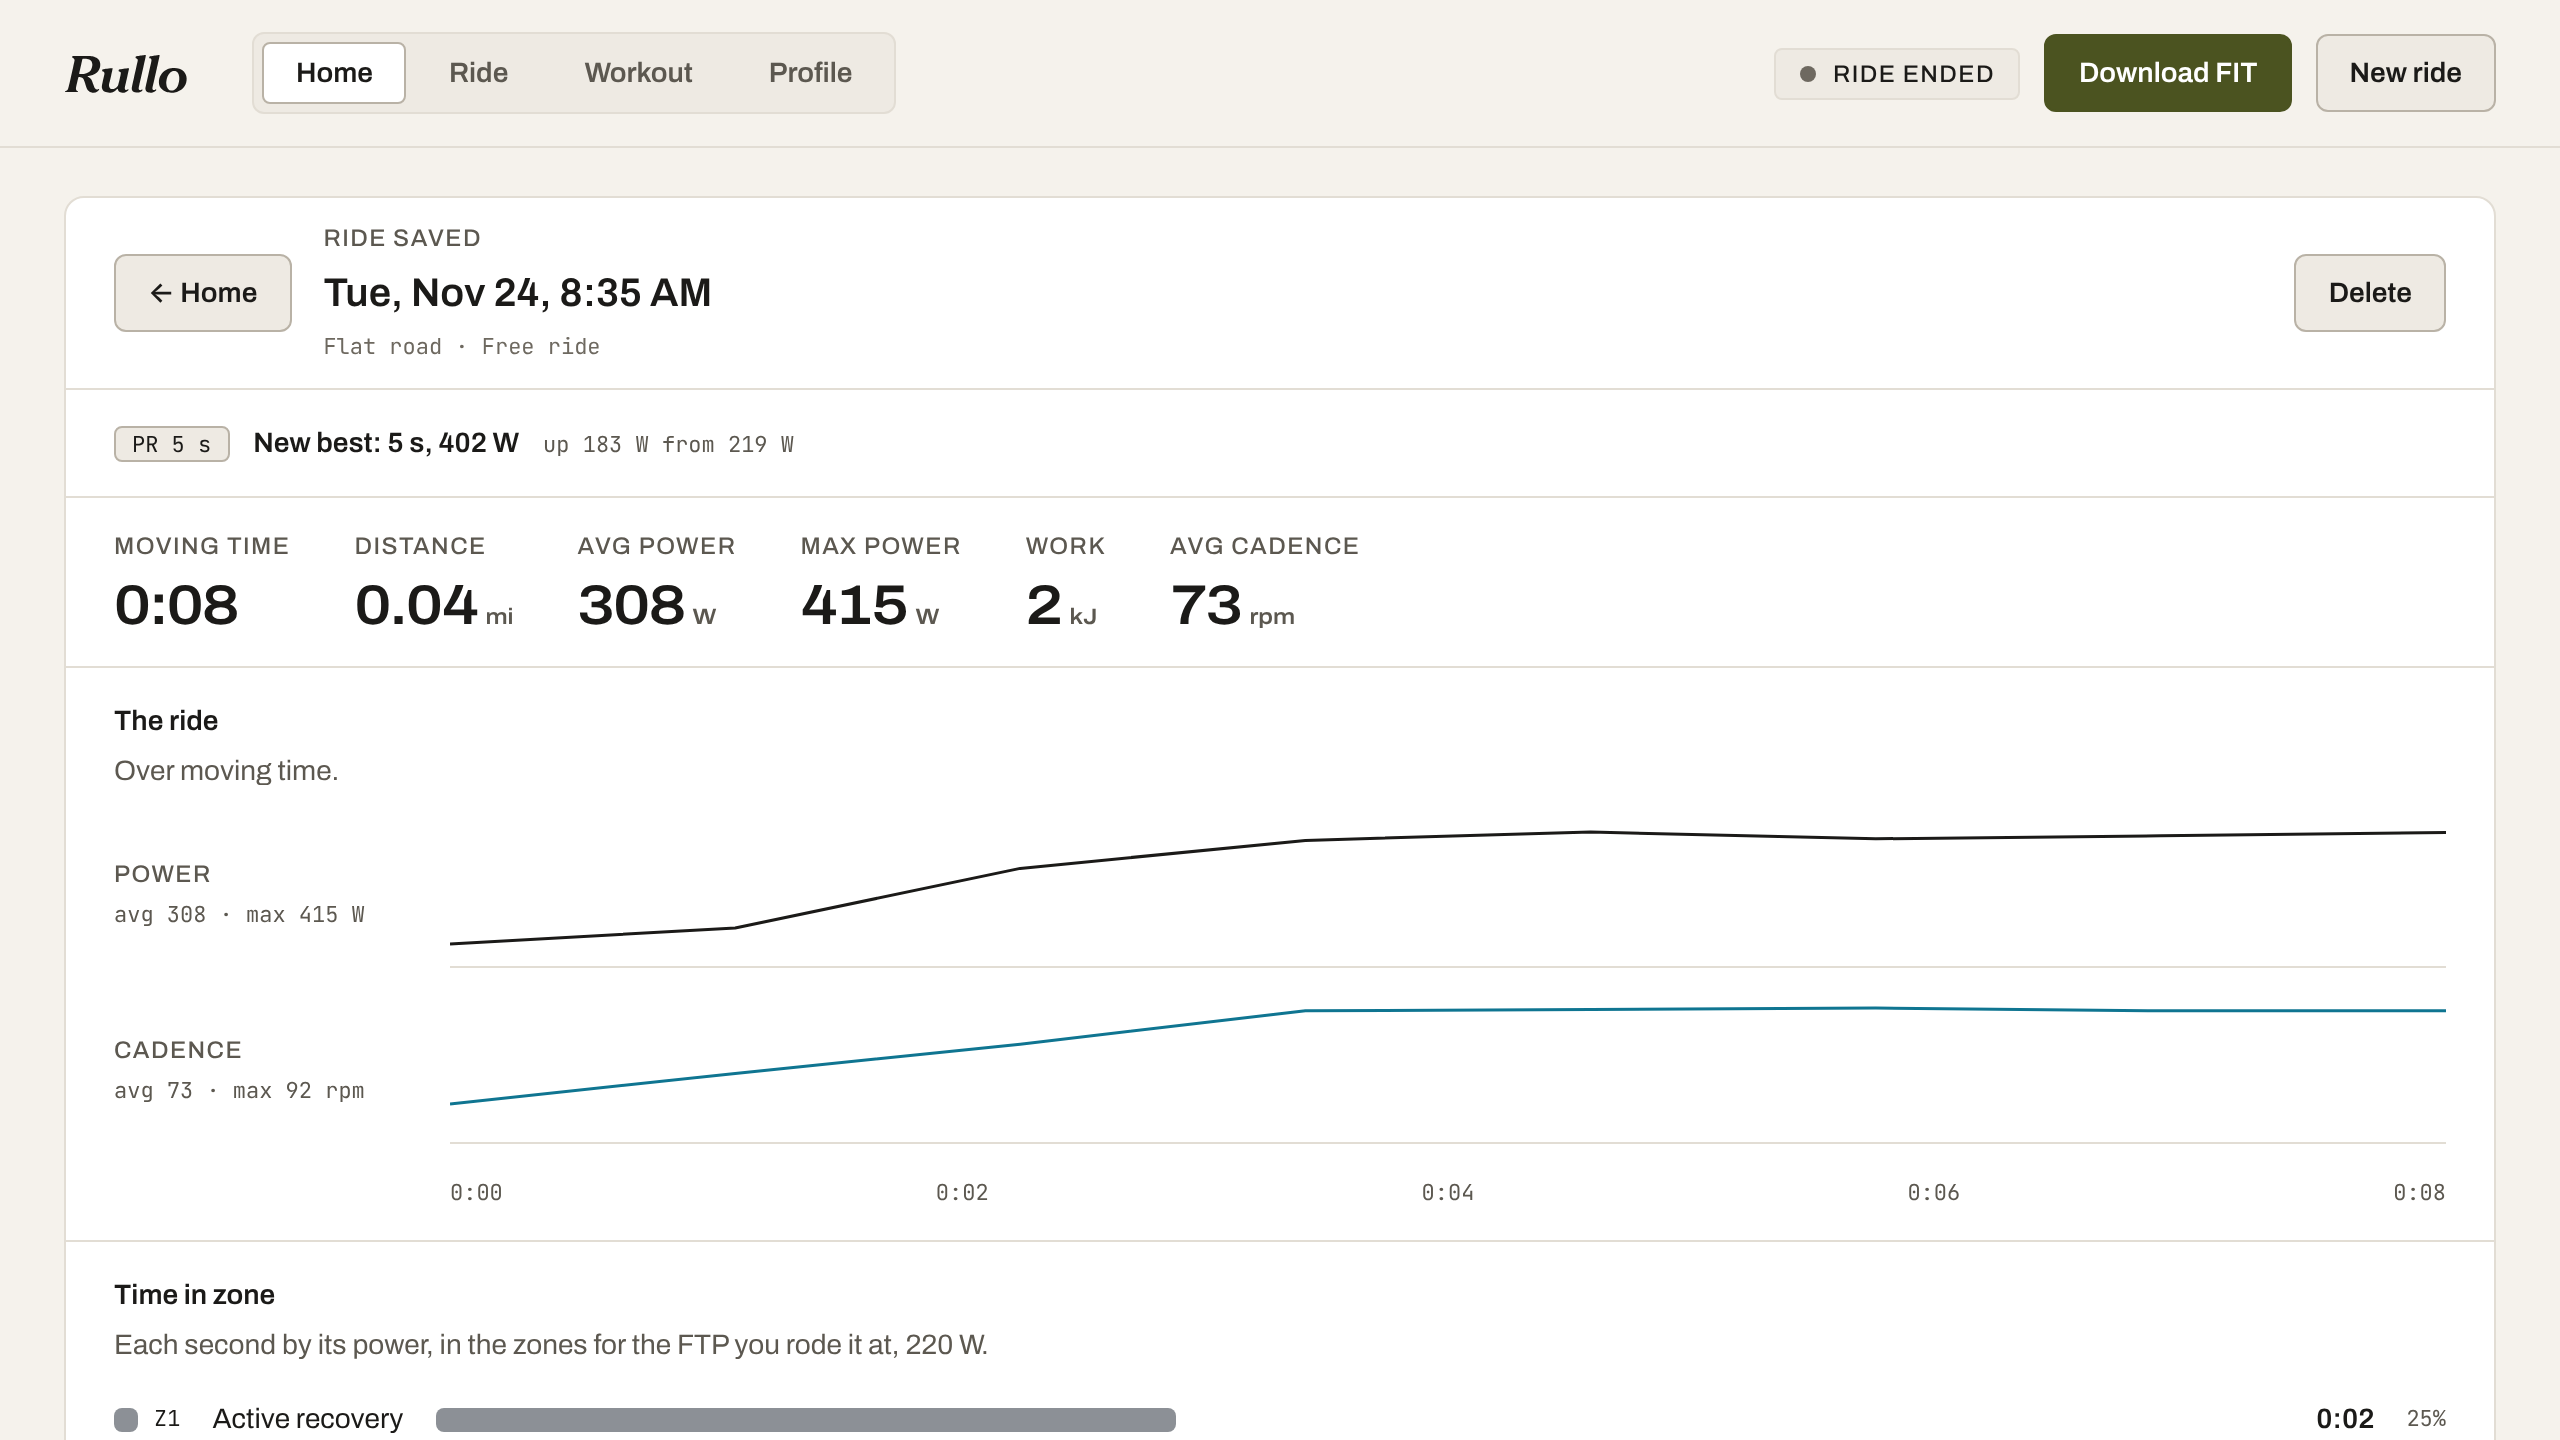 Rullo
Home Ride Workout Profile
RIDE ENDED
Download FIT
New ride
← Home
RIDE SAVED
Tue, Nov 24, 8:35 AM
Flat road · Free ride
Delete
PR 5 s New best: 5 s, 402 W up 183 W from 219 W
MOVING TIME DISTANCE AVG POWER MAX POWER WORK AVG CADENCE
0:08 0.04 mi 308 W 415 W 2 kJ 73 rpm
The ride
Over moving time.
POWER
avg 308 · max 415 W
CADENCE
avg 73 · max 92 rpm
0:00 0:02 0:04 0:06 0:08
Time in zone
Each second by its power, in the zones for the FTP you rode it at, 220 W.
Z1 Active recovery 0:02 25%